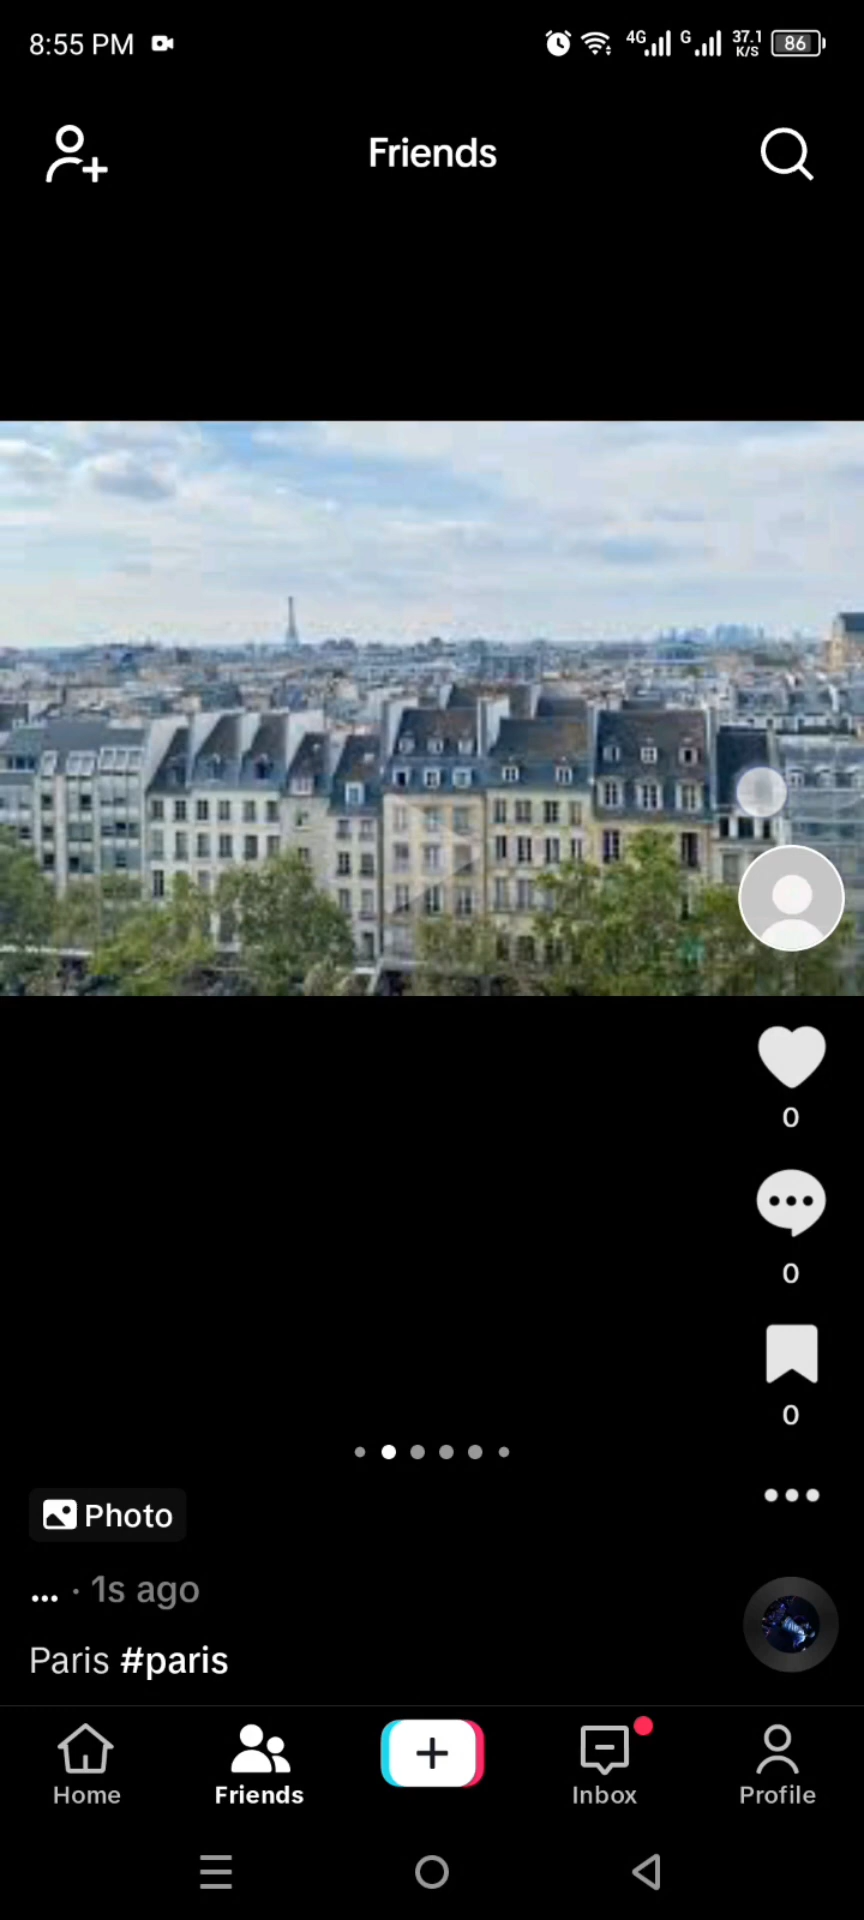 8:55 PM
4G G 37.1 K/S 86
Friends
0
0
0
Photo
... · 1s ago
Paris #paris
Home Friends Inbox Profile